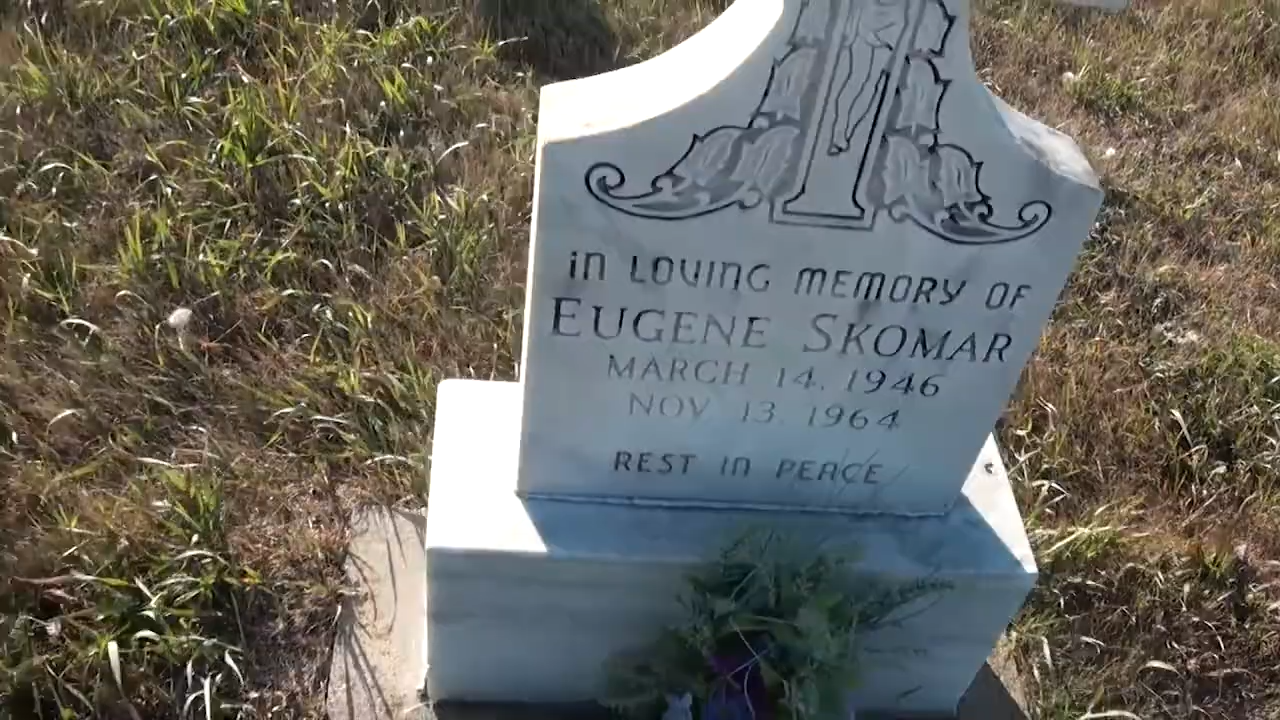 IN LOVING MEMORY OF
EUGENE SKOMAR
MARCH 14. 1946
NOV 13. 1964
REST IN PEACE